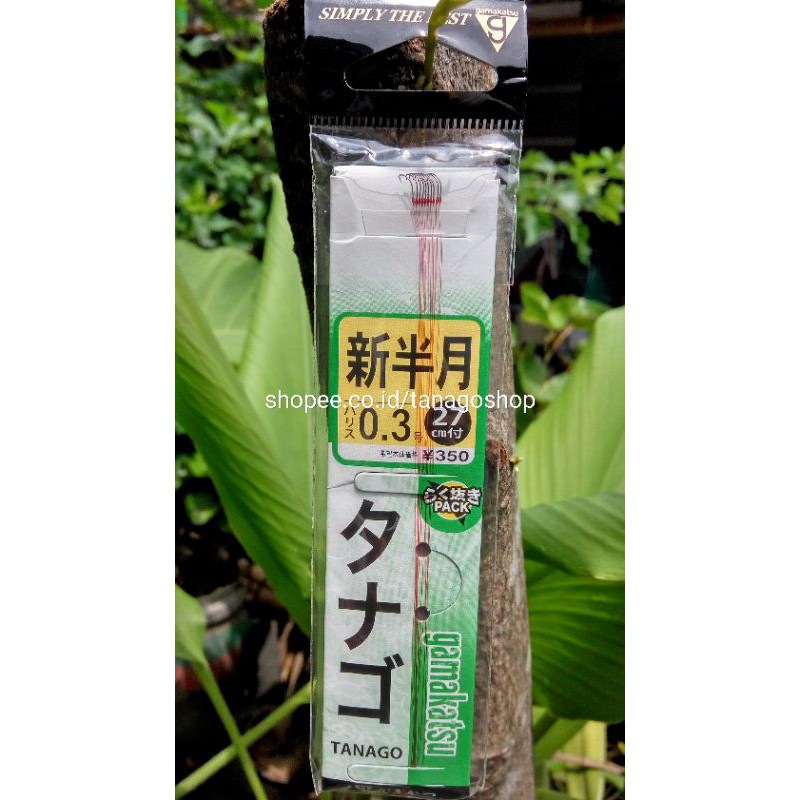 SIMPLY THE BEST
gamakatsu
g
新半月
shopee.co.id/tanagoshop
ハリス 0.3号
27
cm付
¥350
らく抜き
PACK
タナゴ
gamakatsu
TANAGO